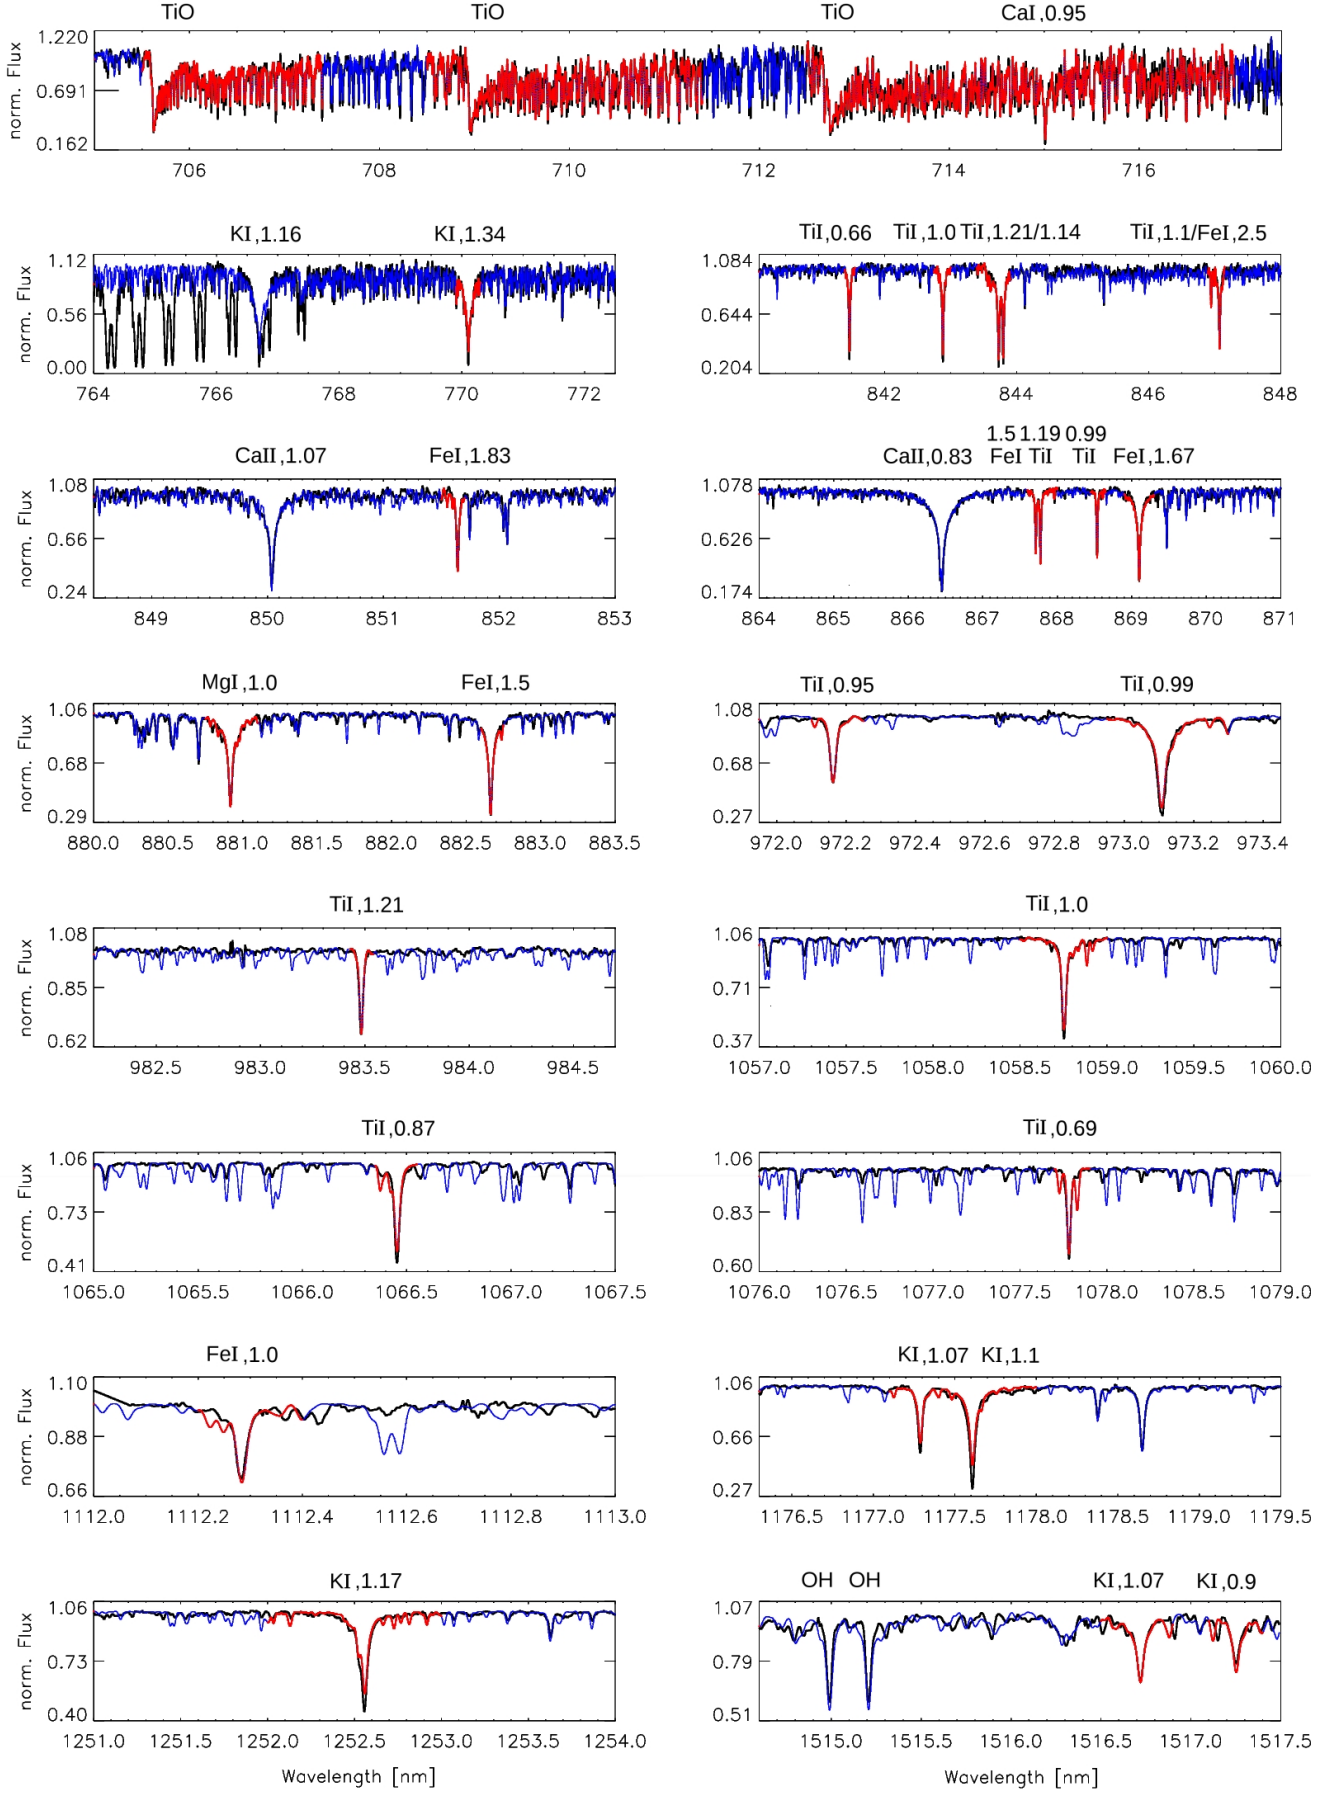 TiO TiO TiO CaI,0.95
norm. Flux
1.220
0.691
0.162
706 708 710 712 714 716
KI,1.16 KI,1.34
norm. Flux
1.12
0.56
0.00
764 766 768 770 772
TiI,0.66 TiI,1.0 TiI,1.21/1.14 TiI,1.1/FeI,2.5
1.084
0.644
0.204
842 844 846 848
CaII,1.07 FeI,1.83
norm. Flux
1.08
0.66
0.24
849 850 851 852 853
1.5 1.19 0.99
CaII,0.83 FeI TiI TiI FeI,1.67
1.078
0.626
0.174
864 865 866 867 868 869 870 871
MgI,1.0 FeI,1.5
norm. Flux
1.06
0.68
0.29
880.0 880.5 881.0 881.5 882.0 882.5 883.0 883.5
TiI,0.95 TiI,0.99
1.08
0.68
0.27
972.0 972.2 972.4 972.6 972.8 973.0 973.2 973.4
TiI,1.21
norm. Flux
1.08
0.85
0.62
982.5 983.0 983.5 984.0 984.5
TiI,1.0
1.06
0.71
0.37
1057.0 1057.5 1058.0 1058.5 1059.0 1059.5 1060.0
TiI,0.87
norm. Flux
1.06
0.73
0.41
1065.0 1065.5 1066.0 1066.5 1067.0 1067.5
TiI,0.69
1.06
0.83
0.60
1076.0 1076.5 1077.0 1077.5 1078.0 1078.5 1079.0
FeI,1.0
norm. Flux
1.10
0.88
0.66
1112.0 1112.2 1112.4 1112.6 1112.8 1113.0
KI,1.07 KI,1.1
1.06
0.66
0.27
1176.5 1177.0 1177.5 1178.0 1178.5 1179.0 1179.5
KI,1.17
norm. Flux
1.06
0.73
0.40
1251.0 1251.5 1252.0 1252.5 1253.0 1253.5 1254.0
Wavelength [nm]
OH OH KI,1.07 KI,0.9
1.07
0.79
0.51
1515.0 1515.5 1516.0 1516.5 1517.0 1517.5
Wavelength [nm]